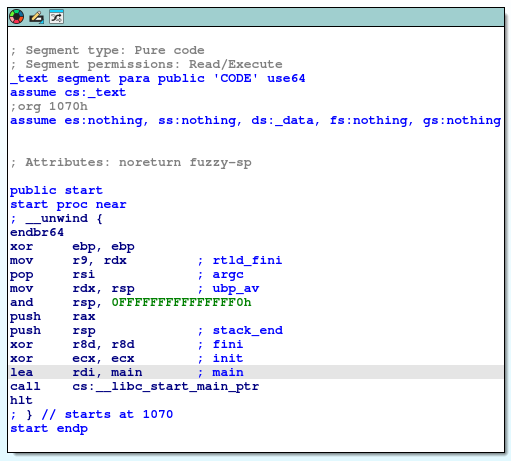 ; Segment type: Pure code
; Segment permissions: Read/Execute
_text segment para public 'CODE' use64
assume cs:_text
;org 1070h
assume es:nothing, ss:nothing, ds:_data, fs:nothing, gs:nothing
; Attributes: noreturn fuzzy-sp
public start
start proc near
; __unwind {
endbr64
xor     ebp, ebp
mov     r9, rdx         ; rtld_fini
pop     rsi             ; argc
mov     rdx, rsp        ; ubp_av
and     rsp, 0FFFFFFFFFFFFFFF0h
push    rax
push    rsp             ; stack_end
xor     r8d, r8d        ; fini
xor     ecx, ecx        ; init
lea     rdi, main       ; main
call    cs:__libc_start_main_ptr
hlt
; } // starts at 1070
start endp